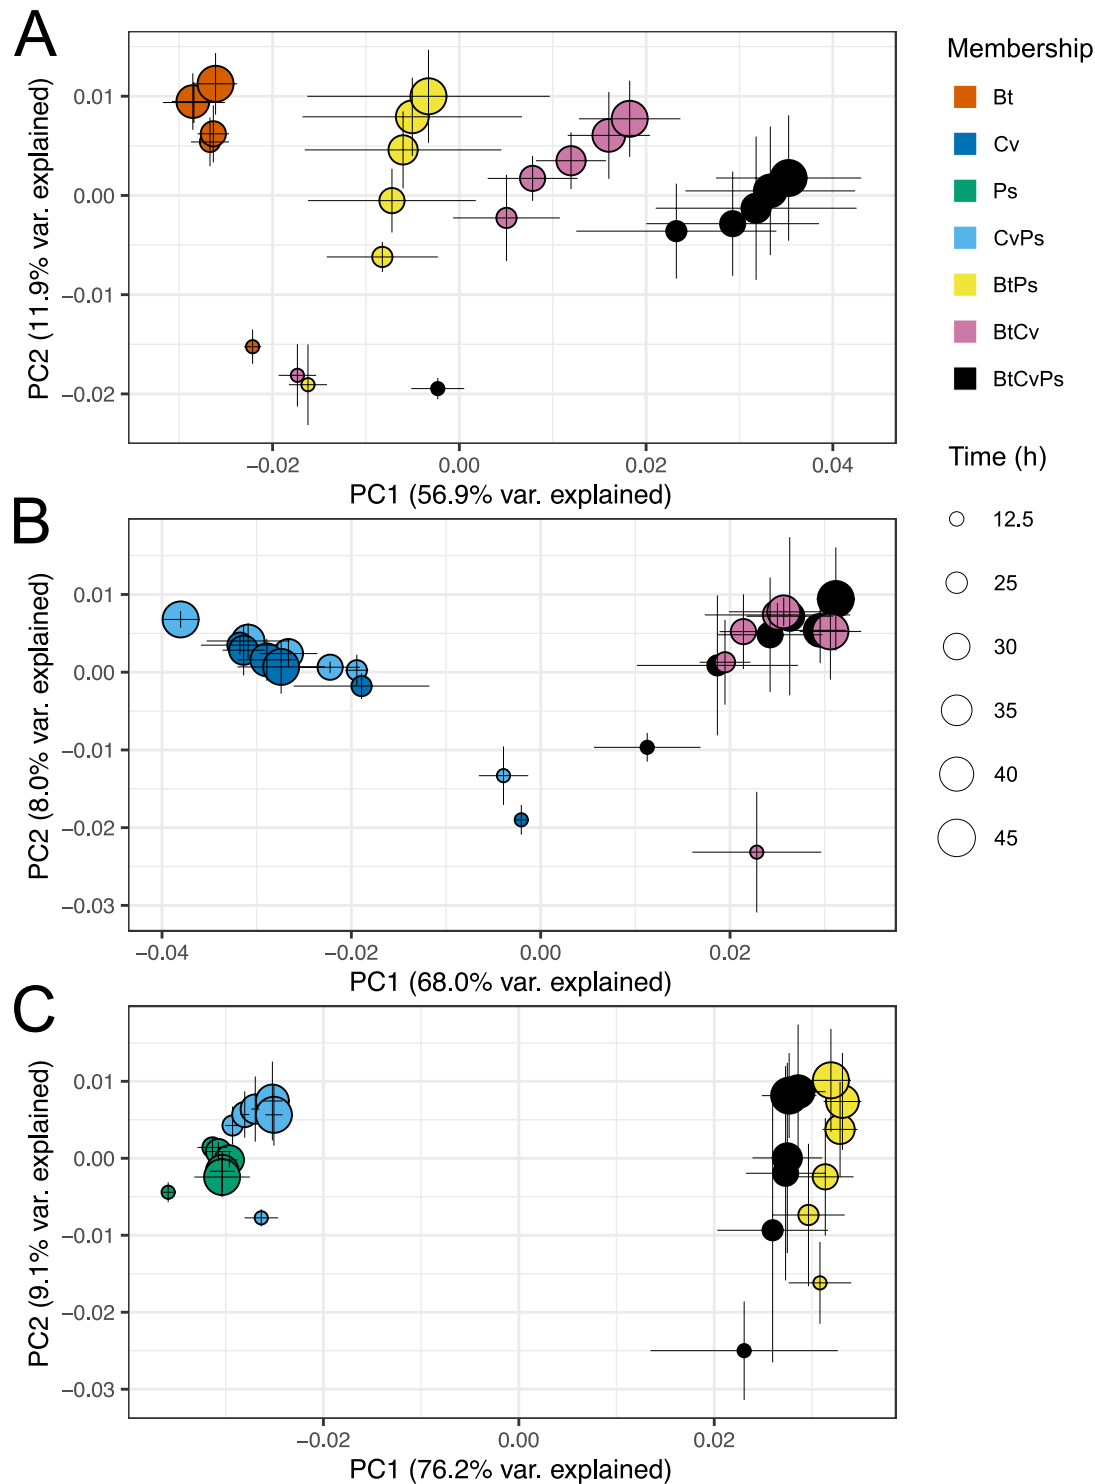 A
PC2 (11.9% var. explained)
0.01
0.00
−0.01
−0.02
−0.02 0.00 0.02 0.04
PC1 (56.9% var. explained)
B
PC2 (8.0% var. explained)
0.01
0.00
−0.01
−0.02
−0.03
−0.04 −0.02 0.00 0.02
PC1 (68.0% var. explained)
C
PC2 (9.1% var. explained)
0.01
0.00
−0.01
−0.02
−0.03
−0.02 0.00 0.02
PC1 (76.2% var. explained)
Membership
Bt
Cv
Ps
CvPs
BtPs
BtCv
BtCvPs
Time (h)
12.5
25
30
35
40
45